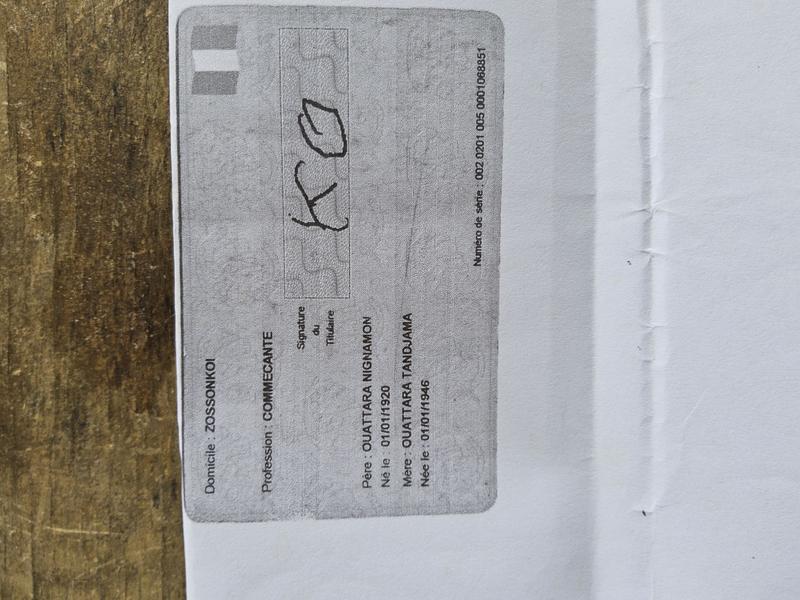 Domicile : ZOSSONKOI
Profession : COMMECANTE
Signature
du
Titulaire
KO
Père : OUATTARA NIGNAMON
Né le : 01/01/1920
Mère : OUATTARA TANDJAMA
Née le : 01/01/1946
Numéro de série : 002 0201 005 0001068851